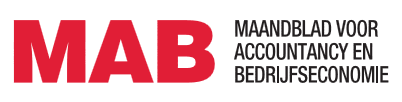 MAB
MAANDBLAD VOOR
ACCOUNTANCY EN
BEDRIJFSECONOMIE